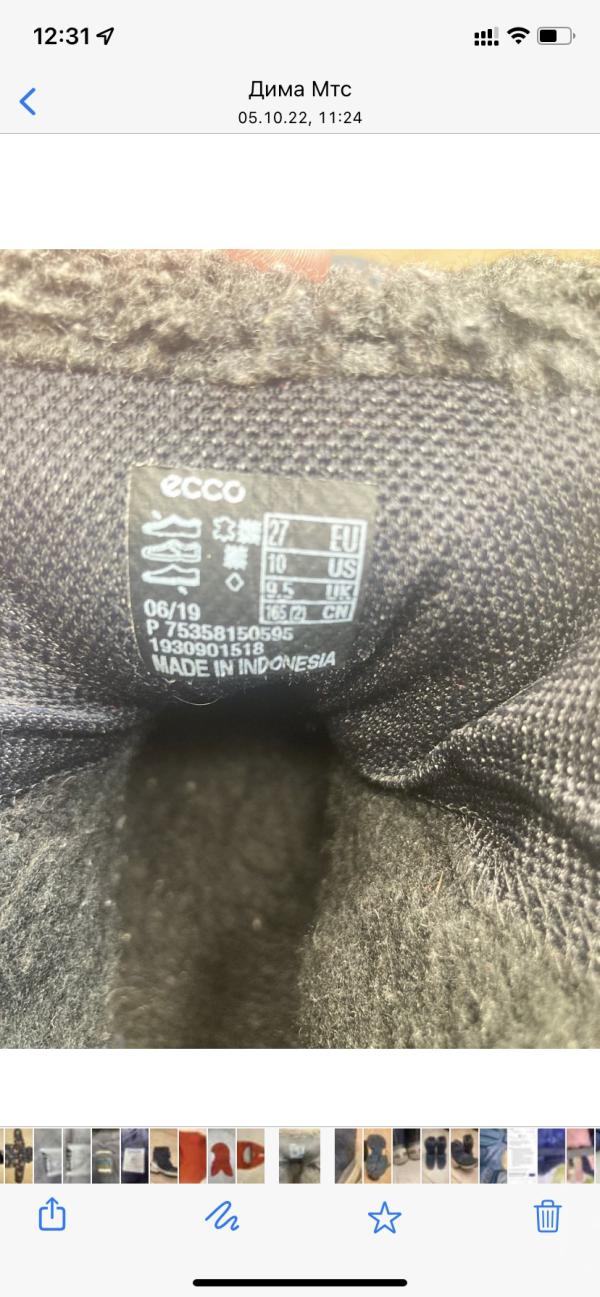 12:31
Дима Мтс
05.10.22, 11:24
ecco
27 EU
10 US
9.5 UK
165 (2) CN
06/19
P 75358150595
1930901518
MADE IN INDONESIA